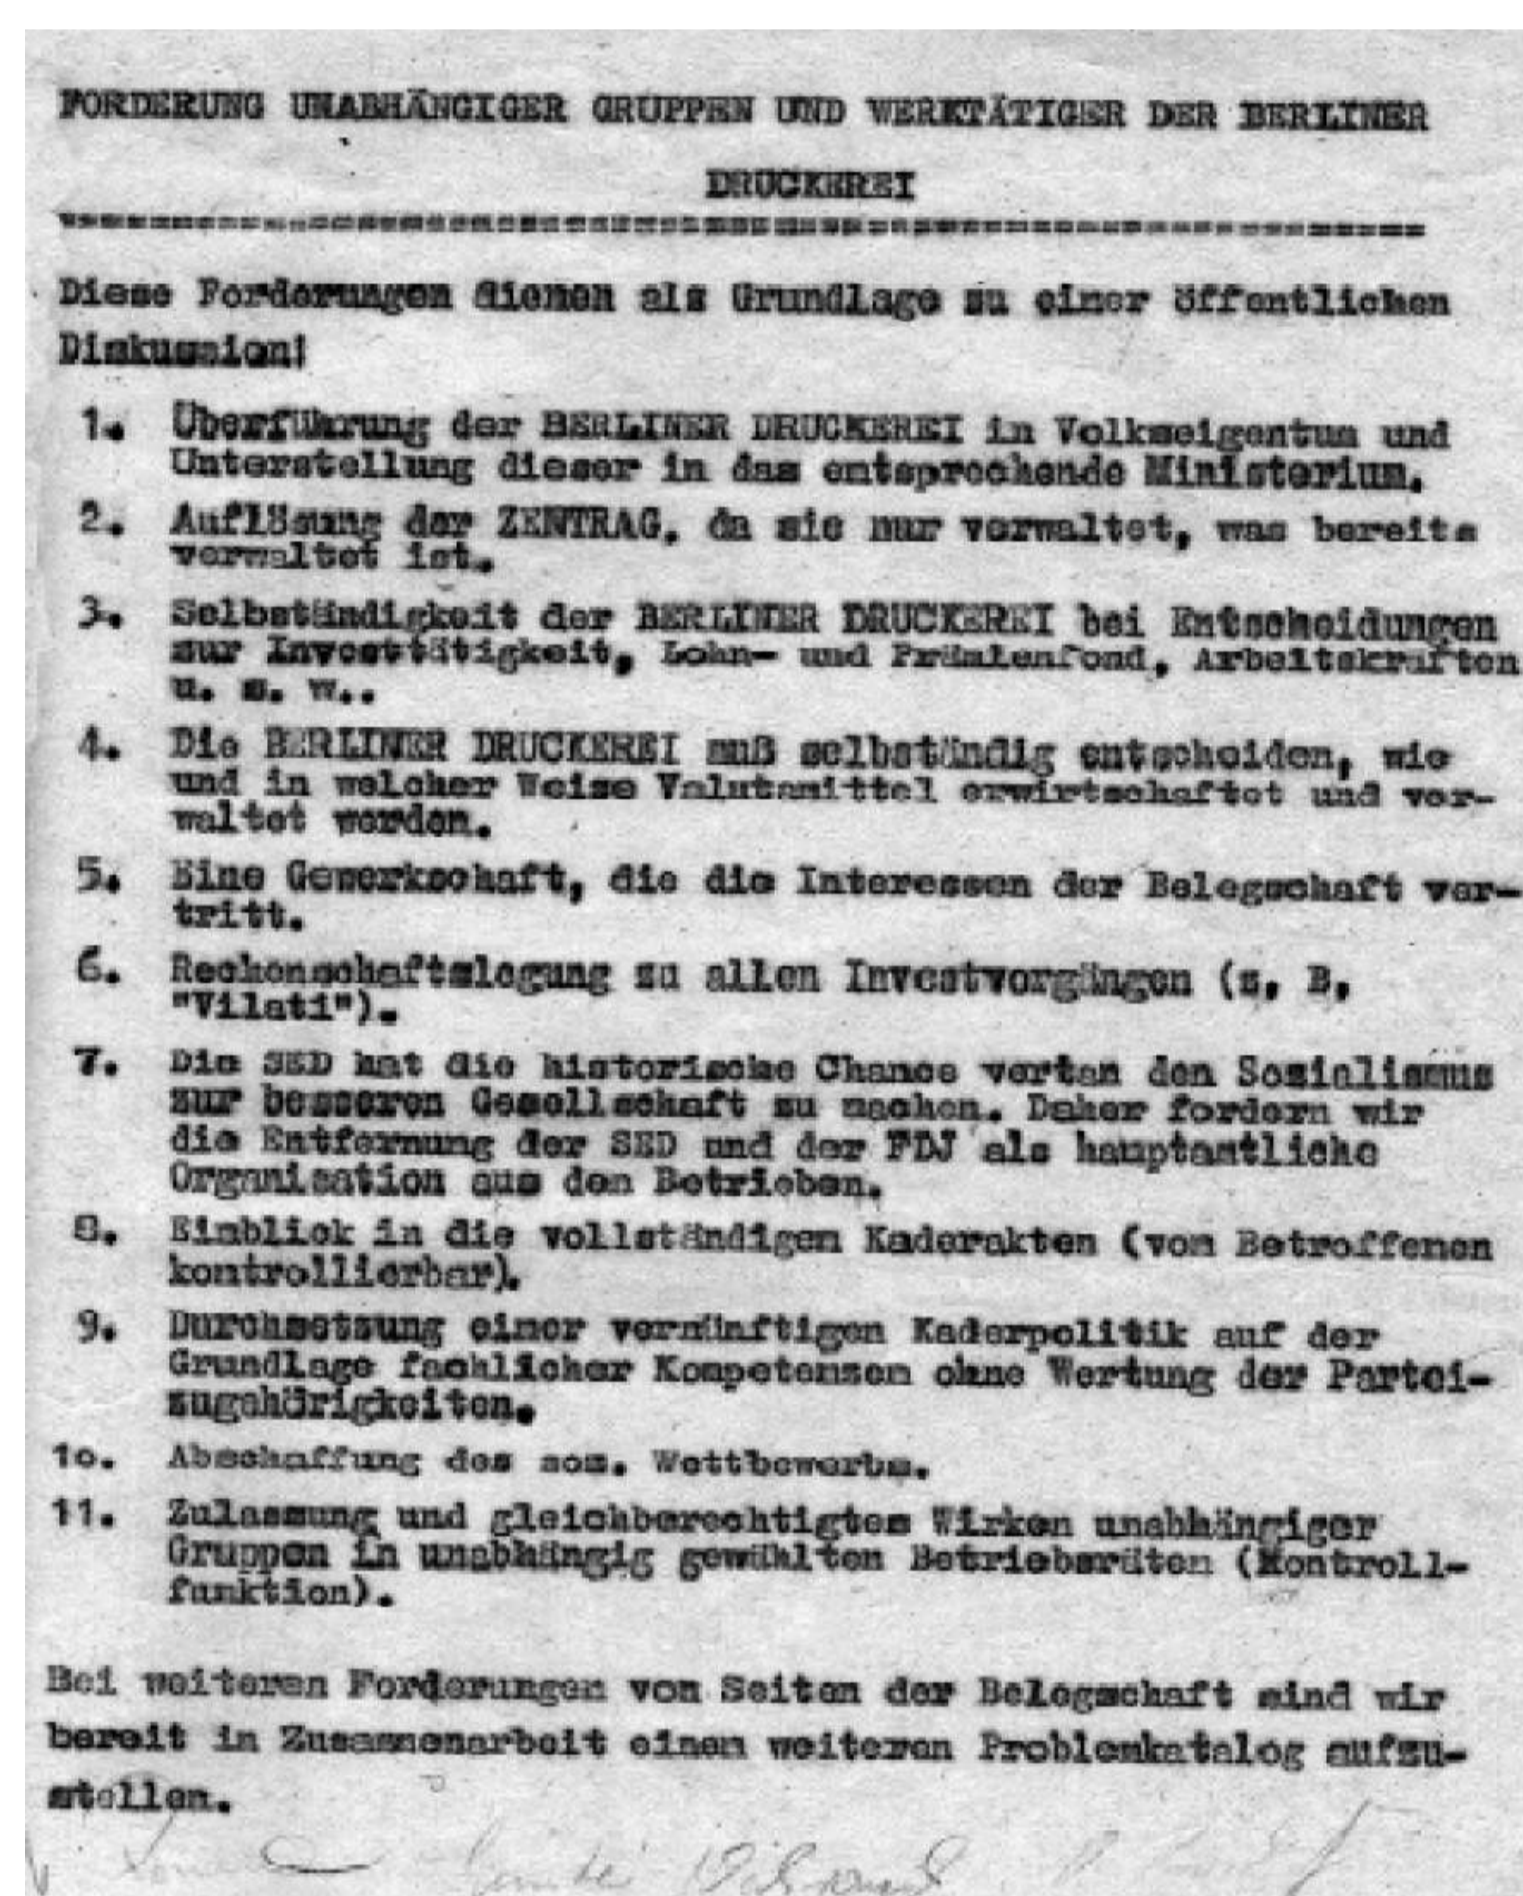 FORDERUNG UNABHÄNGIGER GRUPPEN UND WERKTÄTIGER DER BERLINER
DRUCKEREI
Diese Forderungen dienen als Grundlage zu einer öffentlichen
Diskussion!
1. Überführung der BERLINER DRUCKEREI in Volkseigentum und
Unterstellung dieser in das entsprechende Ministerium.
2. Auflösung der ZENTRAG, da sie nur verwaltet, was bereits
verwaltet ist.
3. Selbständigkeit der BERLINER DRUCKEREI bei Entscheidungen
zur Investtätigkeit, Lohn- und Prämienfond, Arbeitskräften
u. s. w..
4. Die BERLINER DRUCKEREI muß selbständig entscheiden, wie
und in welcher Weise Valutamittel erwirtschaftet und ver-
waltet werden.
5. Eine Gewerkschaft, die die Interessen der Belegschaft ver-
tritt.
6. Rechenschaftslegung zu allen Investvorgängen (z. B.
"Vilati").
7. Die SED hat die historische Chance vertan den Sozialismus
zur besseren Gesellschaft zu machen. Daher fordern wir
die Entfernung der SED und der FDJ als hauptamtliche
Organisation aus den Betrieben.
8. Einblick in die vollständigen Kaderakten (vom Betroffenen
kontrollierbar).
9. Durchsetzung einer vernünftigen Kaderpolitik auf der
Grundlage fachlicher Kompetenzen ohne Wertung der Partei-
zugehörigkeiten.
1o. Abschaffung des soz. Wettbewerbs.
11. Zulassung und gleichberechtigtes Wirken unabhängiger
Gruppen in unabhängig gewählten Betriebsräten (Kontroll-
funktion).
Bei weiteren Forderungen von Seiten der Belegschaft sind wir
bereit in Zusammenarbeit einen weiteren Problemkatalog aufzu-
stellen.